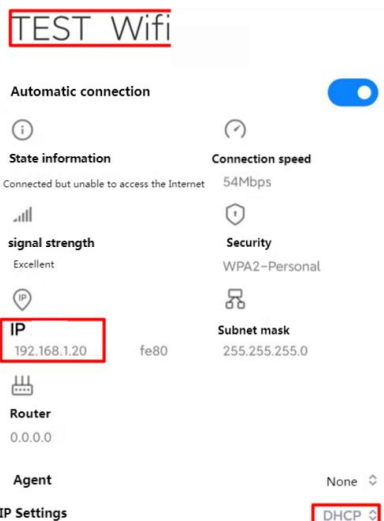 TEST Wifi
Automatic connection
State information
Connection speed
Connected but unable to access the Internet
54Mbps
signal strength
Security
Excellent
WPA2-Personal
IP
IP
Subnet mask
192.168.1.20 fe80
255.255.255.0
Router
0.0.0.0
Agent
None
IP Settings
DHCP